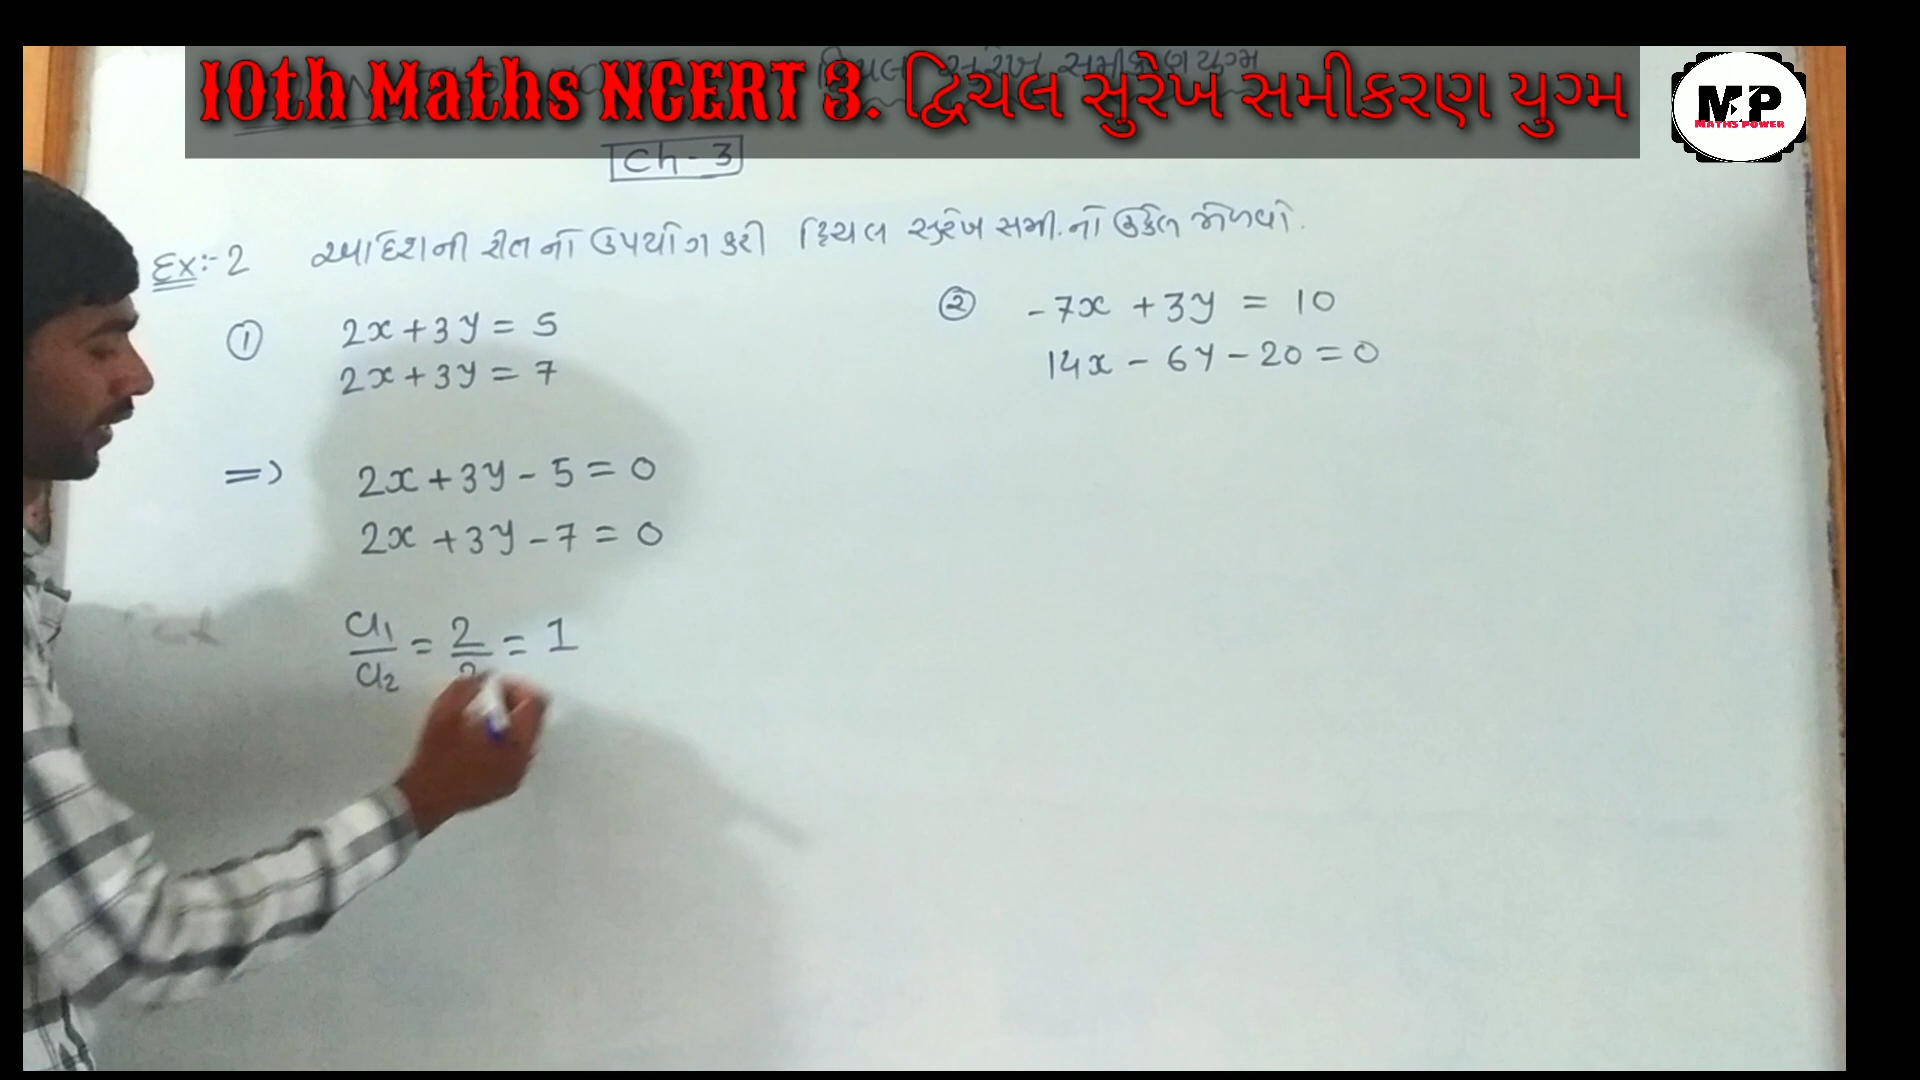 10th Maths NCERT 3. દ્વિચલ સુરેખ સમીકરણ યુગ્મ
MP
MATHS POWER
Ch-3
Ex:-2 આદેશની રીતનો ઉપયોગ કરી દ્વિચલ સુરેખ સમી.નો ઉકેલ મેળવો.
① 2x+3y = 5
2x+3y = 7
② -7x +3y = 10
14x - 6y - 20 = 0
=> 2x+3y - 5 = 0
2x +3y - 7 = 0
a₁/a₂ = 2/2 = 1